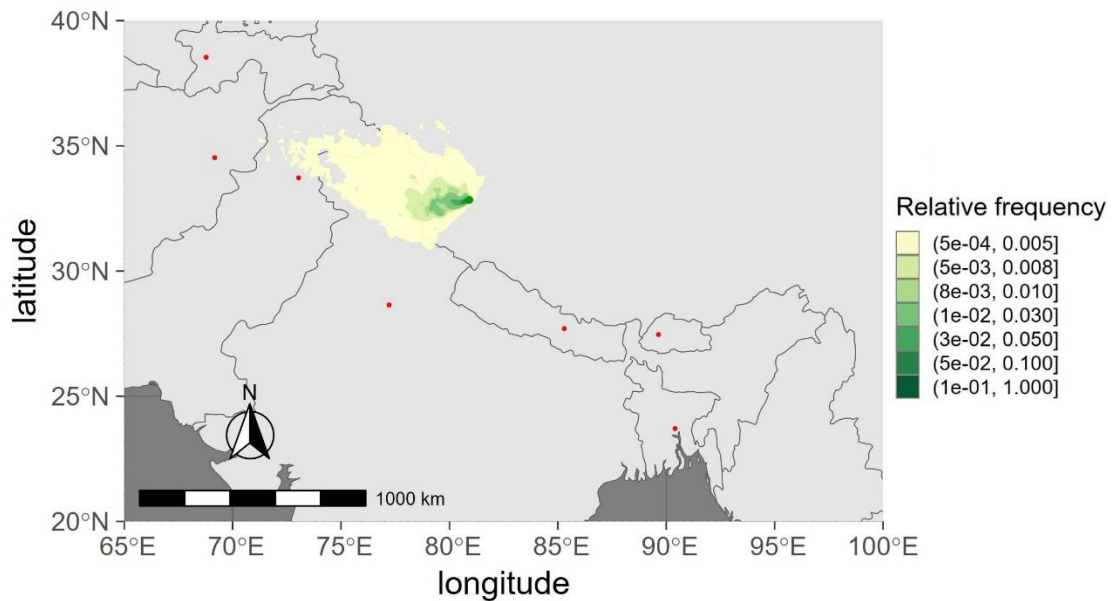 40°N
35°N
30°N
25°N
20°N
latitude
N
1000 km
65°E
70°E
75°E
80°E
85°E
90°E
95°E
100°E
longitude
Relative frequency
(5e-04, 0.005]
(5e-03, 0.008]
(8e-03, 0.010]
(1e-02, 0.030]
(3e-02, 0.050]
(5e-02, 0.100]
(1e-01, 1.000]